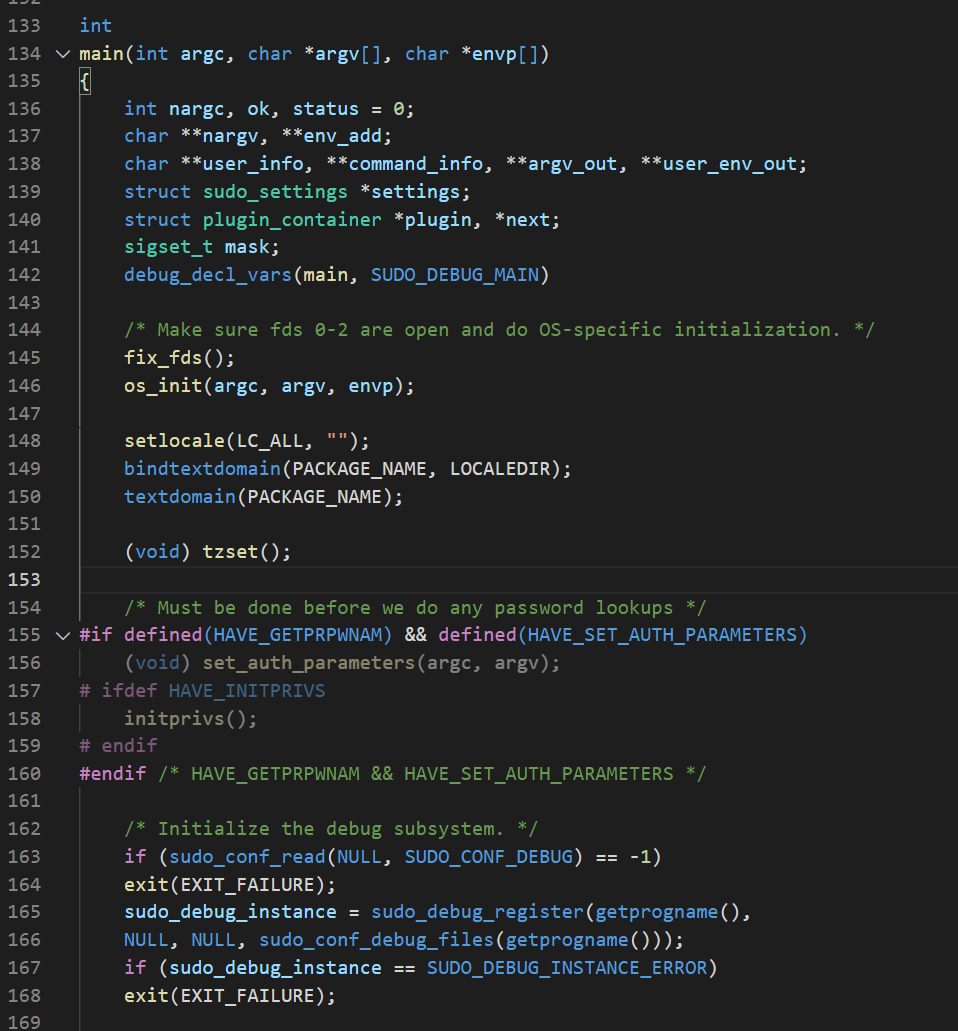 132
133 int
134 main(int argc, char *argv[], char *envp[])
135 {
136     int nargc, ok, status = 0;
137     char **nargv, **env_add;
138     char **user_info, **command_info, **argv_out, **user_env_out;
139     struct sudo_settings *settings;
140     struct plugin_container *plugin, *next;
141     sigset_t mask;
142     debug_decl_vars(main, SUDO_DEBUG_MAIN)
143
144     /* Make sure fds 0-2 are open and do OS-specific initialization. */
145     fix_fds();
146     os_init(argc, argv, envp);
147
148     setlocale(LC_ALL, "");
149     bindtextdomain(PACKAGE_NAME, LOCALEDIR);
150     textdomain(PACKAGE_NAME);
151
152     (void) tzset();
153
154     /* Must be done before we do any password lookups */
155 #if defined(HAVE_GETPRPWNAM) && defined(HAVE_SET_AUTH_PARAMETERS)
156     (void) set_auth_parameters(argc, argv);
157 # ifdef HAVE_INITPRIVS
158     initprivs();
159 # endif
160 #endif /* HAVE_GETPRPWNAM && HAVE_SET_AUTH_PARAMETERS */
161
162     /* Initialize the debug subsystem. */
163     if (sudo_conf_read(NULL, SUDO_CONF_DEBUG) == -1)
164     exit(EXIT_FAILURE);
165     sudo_debug_instance = sudo_debug_register(getprogname(),
166     NULL, NULL, sudo_conf_debug_files(getprogname()));
167     if (sudo_debug_instance == SUDO_DEBUG_INSTANCE_ERROR)
168     exit(EXIT_FAILURE);
169